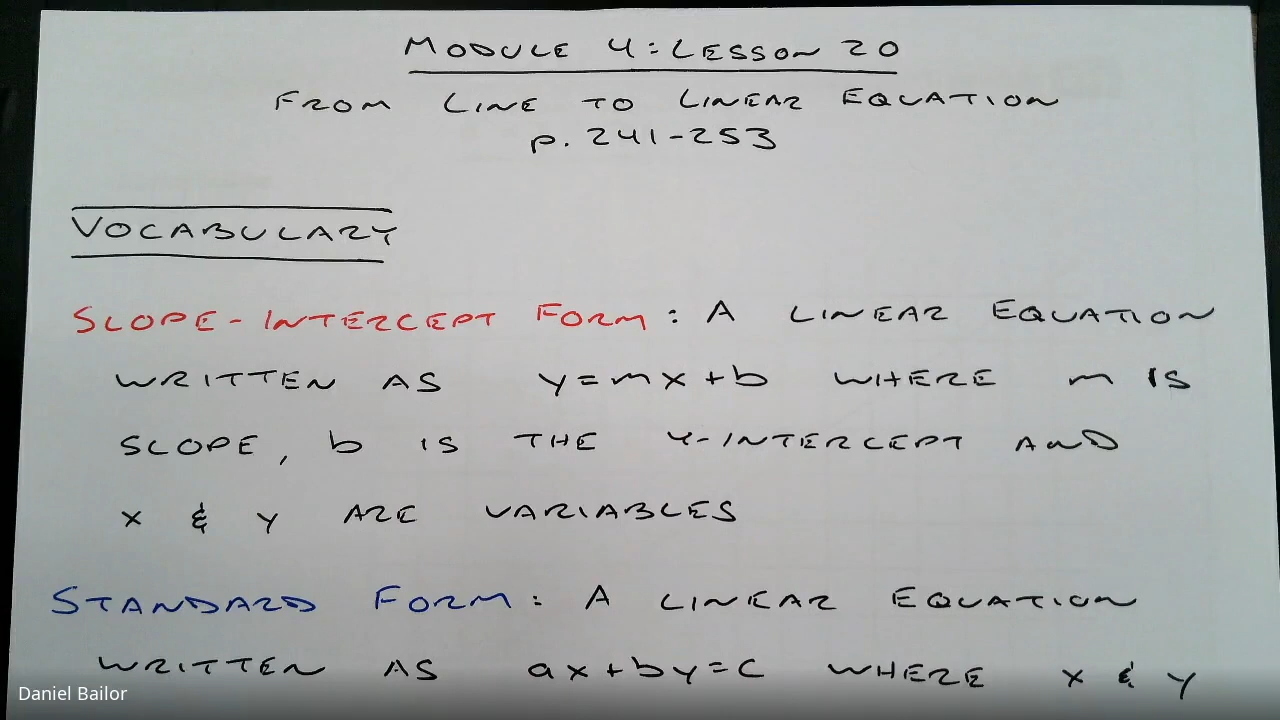 MODULE 4: LESSON 20
FROM LINE TO LINEAR EQUATION
p. 241-253
VOCABULARY
SLOPE-INTERCEPT FORM: A LINEAR EQUATION
WRITTEN AS y=mx+b WHERE m IS
SLOPE, b IS THE Y-INTERCEPT AND
x & y ARE VARIABLES
STANDARD FORM: A LINEAR EQUATION
WRITTEN AS ax+by=c WHERE x & y
Daniel Bailor